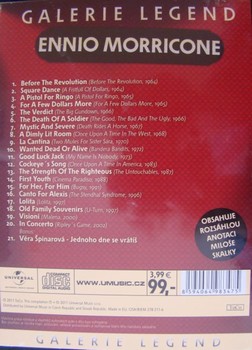 GALERIE LEGEND
ENNIO MORRICONE
1. Before The Revolution (Before The Revolution, 1964)
2. Square Dance (A Fistful Of Dollars, 1964)
3. A Pistol For Ringo (A Pistol For Ringo, 1965)
4. For A Few Dollars More (For A Few Dollars More, 1965)
5. The Verdict (The Big Gundown, 1966)
6. The Death Of A Soldier (The Good, The Bad And The Ugly, 1966)
7. Mystic And Severe (Death Rides A Horse, 1967)
8. A Dimly Lit Room (Once Upon A Time In The West, 1968)
9. La Cantina (Two Mules For Sister Sara, 1970)
10. Wanted Dead Or Alive (Bandera Bandits, 1972)
11. Good Luck Jack (My Name Is Nobody, 1973)
12. Cockeye´s Song (Once Upon A Time In America, 1983)
13. The Strength Of The Righteous (The Untouchables, 1987)
14. First Youth (Cinema Paradiso, 1988)
15. For Her, For Him (Bugsy, 1991)
16. Canto For Alexis (The Stendhal Syndrome, 1996)
17. Lolita (Lolita, 1997)
18. Old Family Souvenirs (U-Turn, 1997)
19. Visioni (Malena, 2000)
20. In Concerto
Bonus:
21. Věra Špinarová - Jednoho dne se vrátíš
OBSAHUJE
ROZSÁHLOU
ANOTACI
MILOŠE
SKALKY
UNIVERSAL
COMPACT
disc
DIGITAL AUDIO
WWW.UMUSIC.CZ
3,99 €
99,-
GALERIE LEGEND